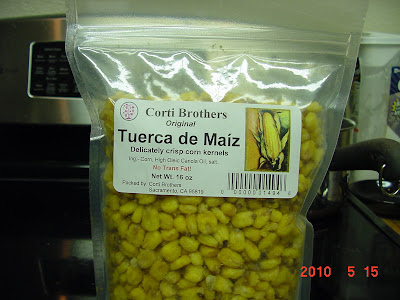 Corti Brothers
Original
Tuerca de Maíz
Delicately crisp corn kernels
Ing.- Corn, High Oleic Canola Oil, salt.
No Trans Fat!
Net Wt. 16 oz
Packed by: Corti Brothers
Sacramento, CA 95819
2010 5 15